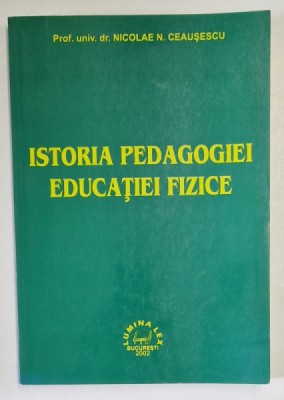 Prof. univ. dr. NICOLAE N. CEAUŞESCU
ISTORIA PEDAGOGIEI
EDUCAŢIEI FIZICE
LUMINA LEX
BUCUREŞTI
2002